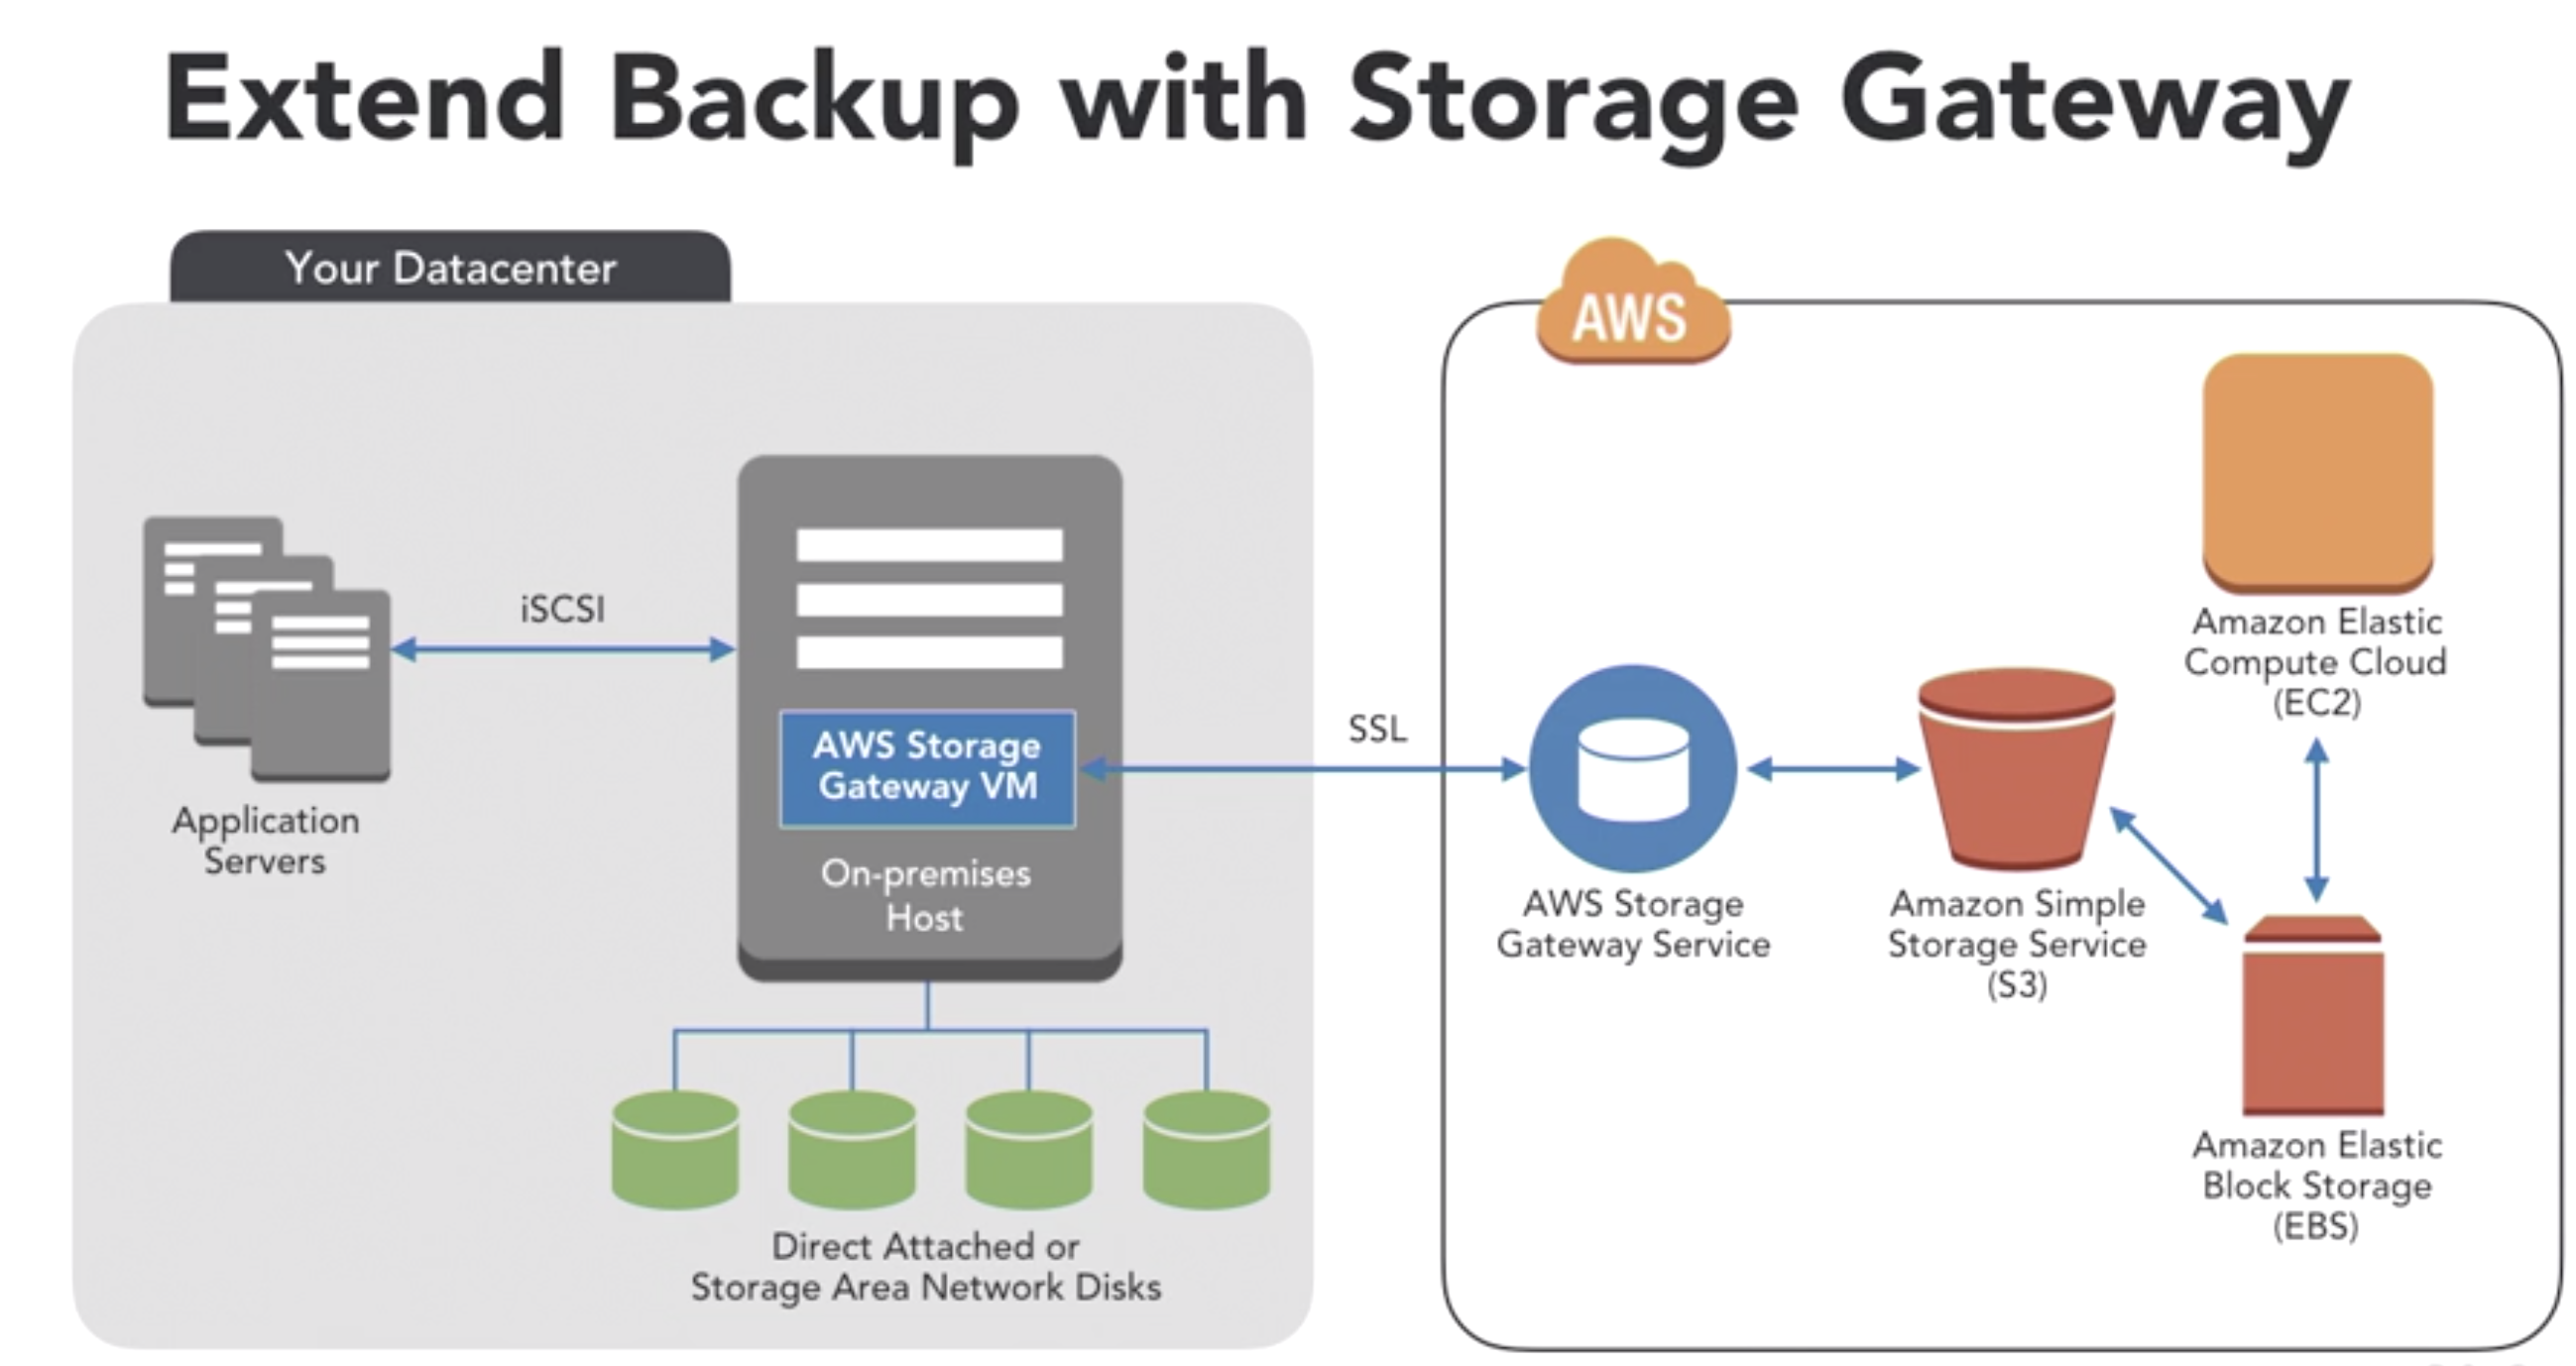 Extend Backup with Storage Gateway
Your Datacenter
AWS
iSCSI
Application
Servers
AWS Storage
Gateway VM
On-premises
Host
Direct Attached or
Storage Area Network Disks
SSL
AWS Storage
Gateway Service
Amazon Simple
Storage Service
(S3)
Amazon Elastic
Compute Cloud
(EC2)
Amazon Elastic
Block Storage
(EBS)